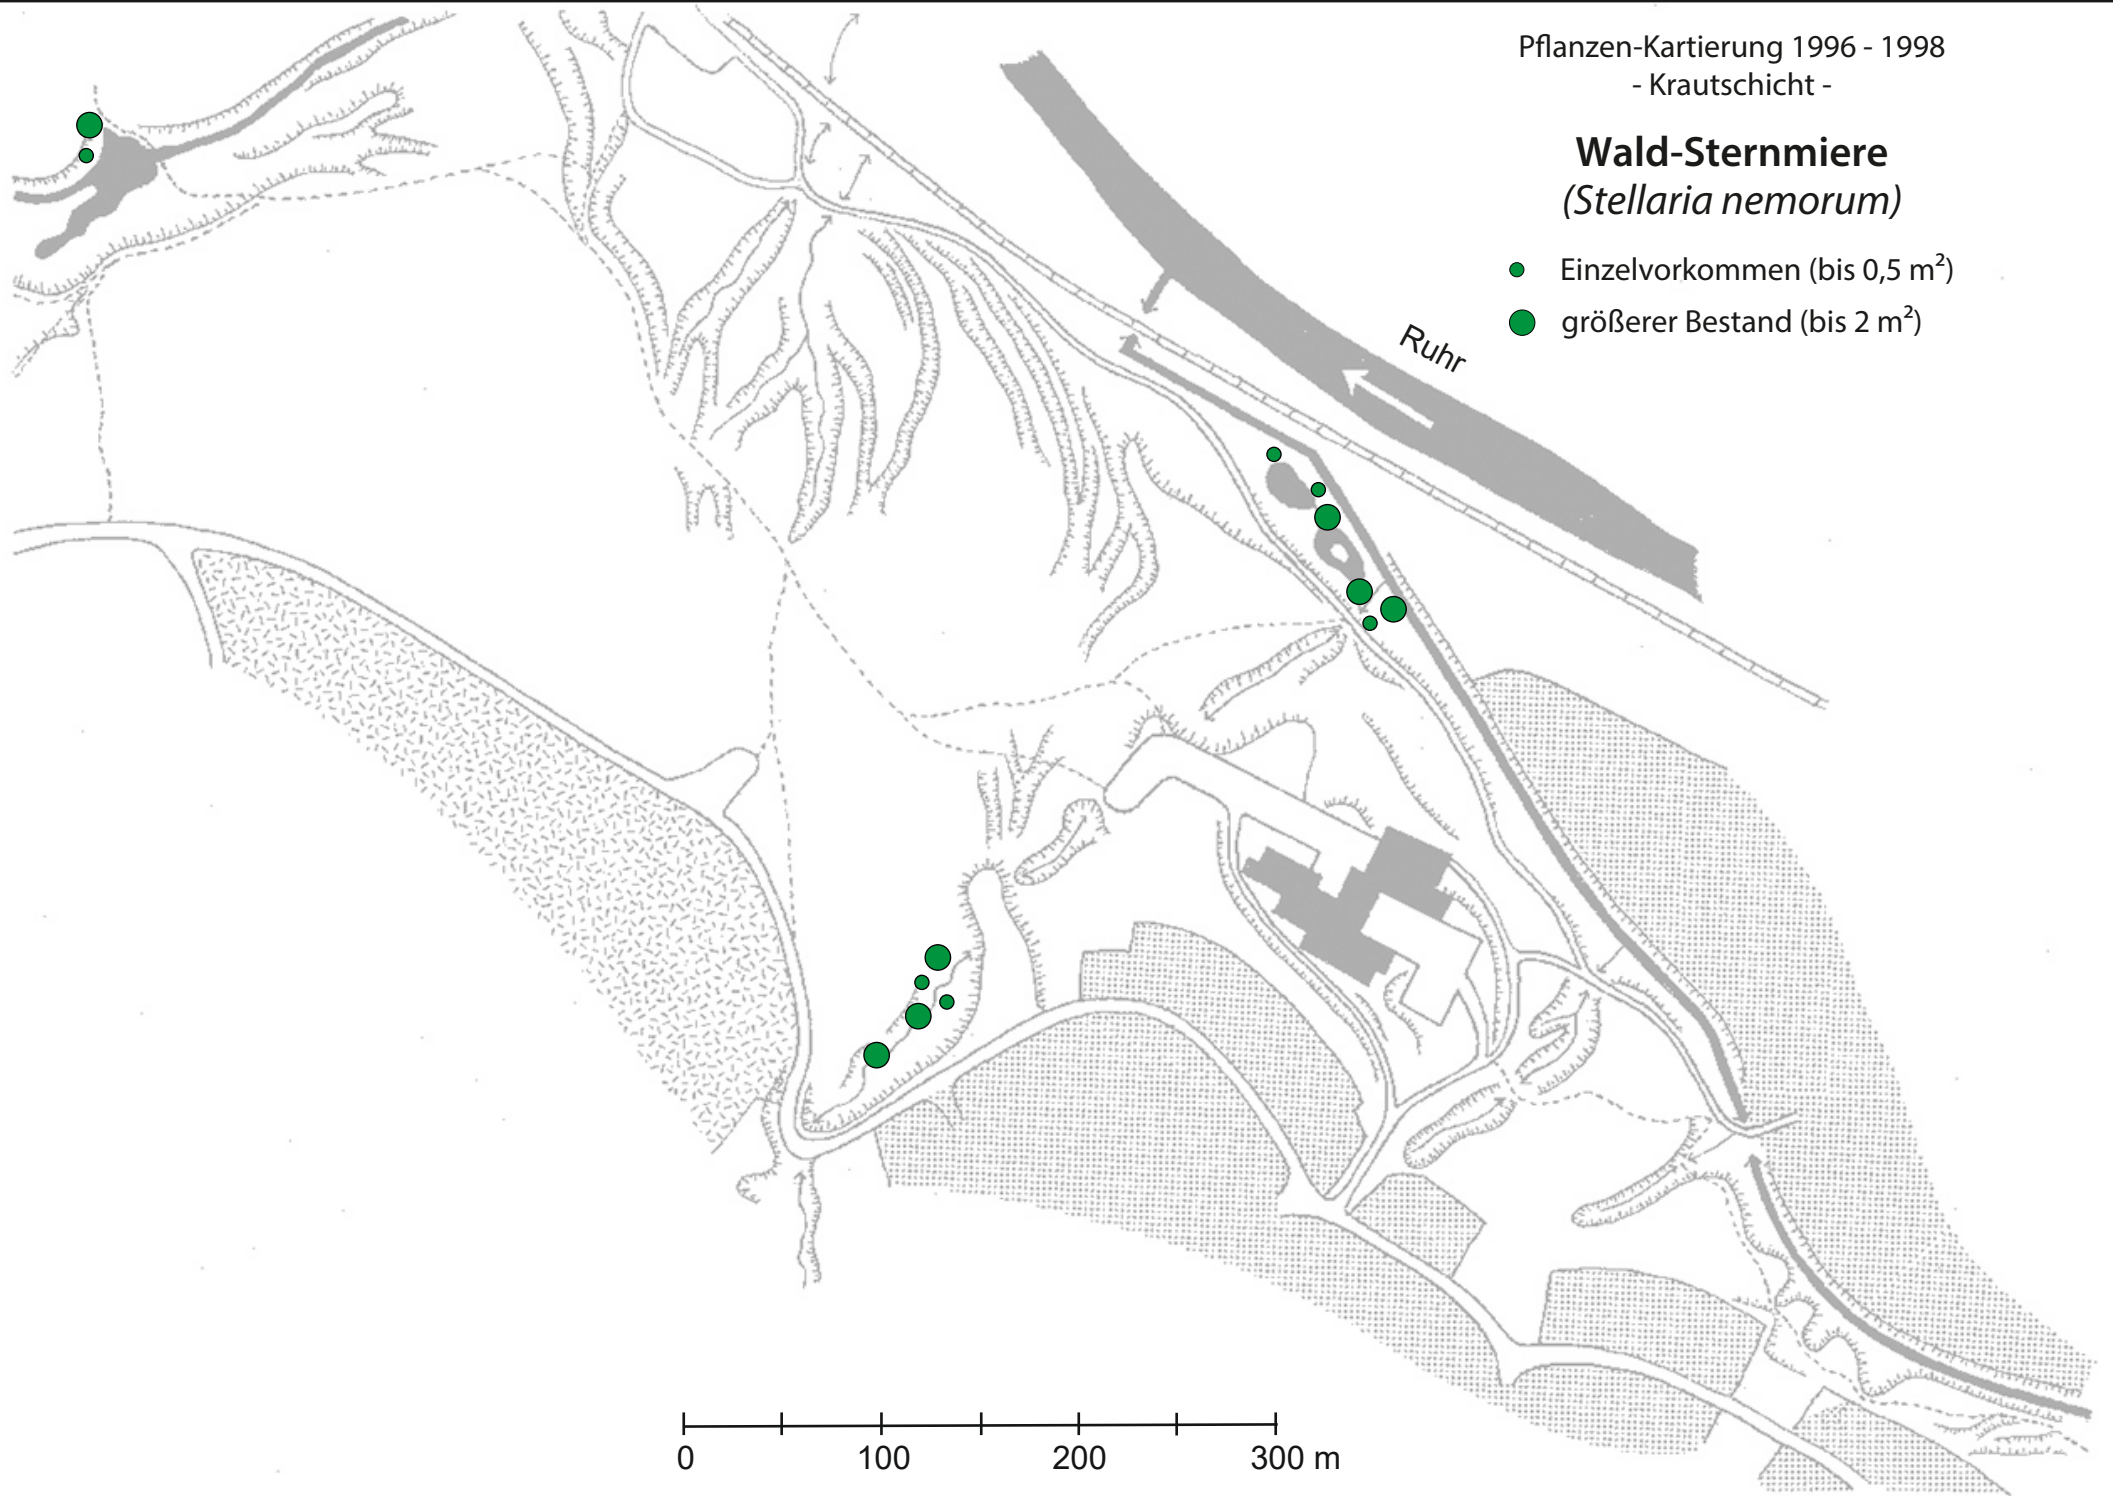 Pflanzen-Kartierung 1996 - 1998
- Krautschicht -
Wald-Sternmiere
(Stellaria nemorum)
Einzelvorkommen (bis 0,5 m²)
größerer Bestand (bis 2 m²)
Ruhr
0 100 200 300 m